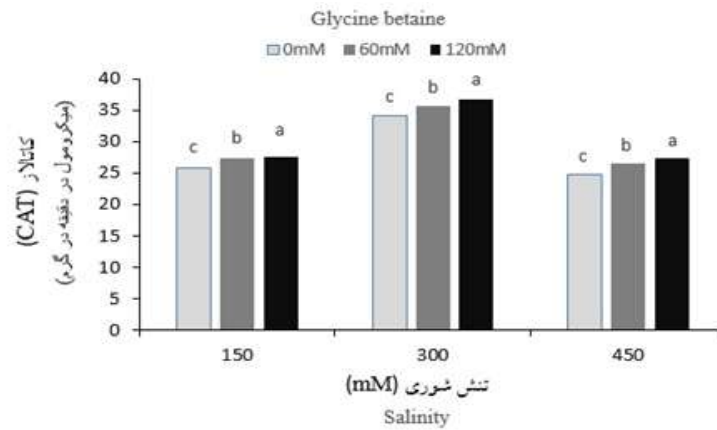 Glycine betaine
0mM 60mM 120mM
کاتالاز (CAT)
(میکرومول در دقیقه در گرم)
40
35
30
25
20
15
10
5
0
c b a
c b a
c b a
150 300 450
تنش شوری (mM)
Salinity